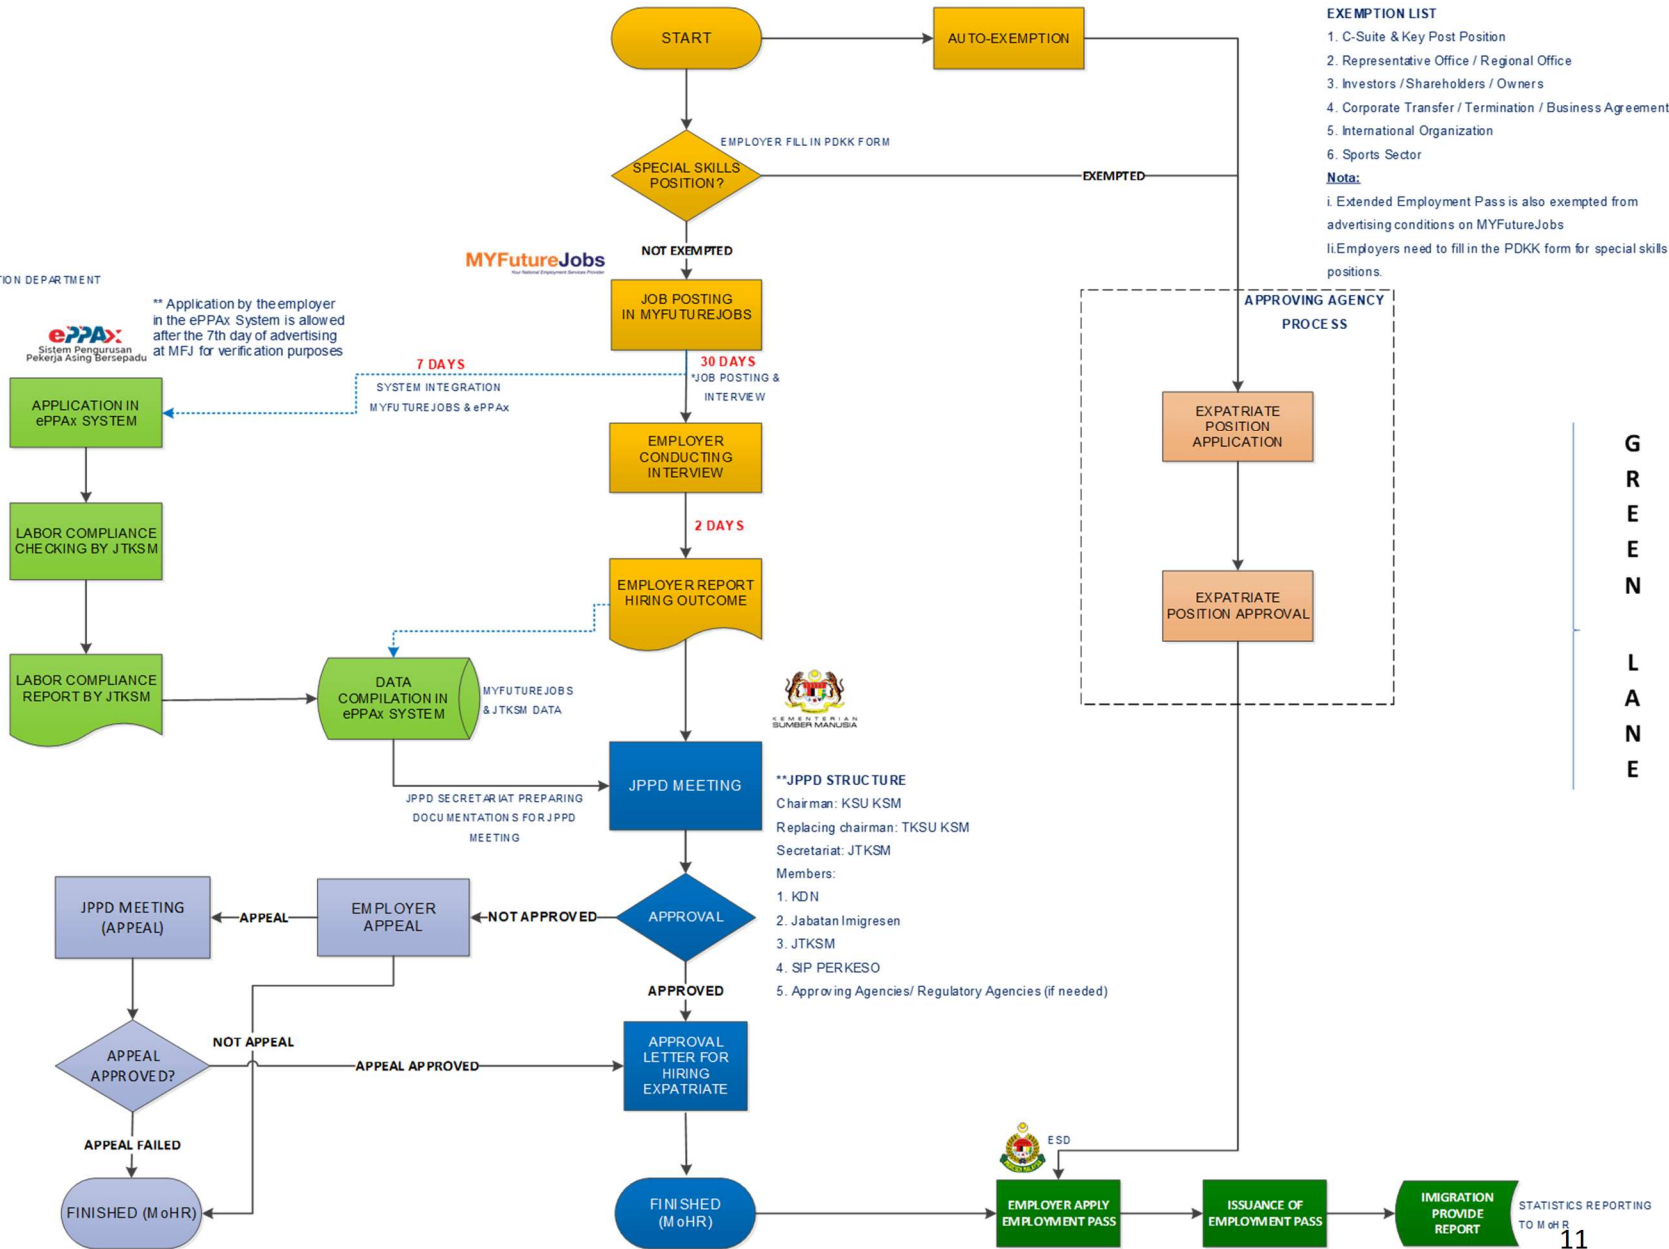 START
AUTO-EXEMPTION
EXEMPTION LIST
1. C-Suite & Key Post Position
2. Representative Office / Regional Office
3. Investors / Shareholders / Owners
4. Corporate Transfer / Termination / Business Agreement
5. International Organization
6. Sports Sector
Nota:
i. Extended Employment Pass is also exempted from
advertising conditions on MYFutureJobs
Ii.Employers need to fill in the PDKK form for special skills
positions.
EMPLOYER FILL IN PDKK FORM
SPECIAL SKILLS
POSITION?
EXEMPTED
NOT EXEMPTED
MYFutureJobs
Your National Employment Services Provider
JOB POSTING
IN MYFUTUREJOBS
TION DEPARTMENT
** Application by the employer
in the ePPAx System is allowed
after the 7th day of advertising
at MFJ for verification purposes
ePPAx
Sistem Pengurusan
Pekerja Asing Bersepadu
7 DAYS
SYSTEM INTEGRATION
MYFUTUREJOBS & ePPAx
30 DAYS
*JOB POSTING &
INTERVIEW
APPROVING AGENCY
PROCESS
APPLICATION IN
ePPAx SYSTEM
EMPLOYER
CONDUCTING
INTERVIEW
EXPATRIATE
POSITION
APPLICATION
GREEN LANE
LABOR COMPLIANCE
CHECKING BY JTKSM
2 DAYS
EMPLOYER REPORT
HIRING OUTCOME
EXPATRIATE
POSITION APPROVAL
LABOR COMPLIANCE
REPORT BY JTKSM
DATA
COMPILATION IN
ePPAx SYSTEM
MYFUTUREJOBS
& JTKSM DATA
KEMENTERIAN
SUMBER MANUSIA
JPPD MEETING
JPPD SECRETARIAT PREPARING
DOCUMENTATIONS FOR JPPD
MEETING
**JPPD STRUCTURE
Chairman: KSU KSM
Replacing chairman: TKSU KSM
Secretariat: JTKSM
Members:
1. KDN
2. Jabatan Imigresen
3. JTKSM
4. SIP PERKESO
5. Approving Agencies/ Regulatory Agencies (if needed)
JPPD MEETING
(APPEAL)
APPEAL
EMPLOYER
APPEAL
NOT APPROVED
APPROVAL
APPROVED
NOT APPEAL
APPEAL
APPROVED?
APPEAL APPROVED
APPROVAL
LETTER FOR
HIRING
EXPATRIATE
APPEAL FAILED
ESD
FINISHED (MoHR)
FINISHED
(MoHR)
EMPLOYER APPLY
EMPLOYMENT PASS
ISSUANCE OF
EMPLOYMENT PASS
IMIGRATION
PROVIDE
REPORT
STATISTICS REPORTING
TO MoHR
11